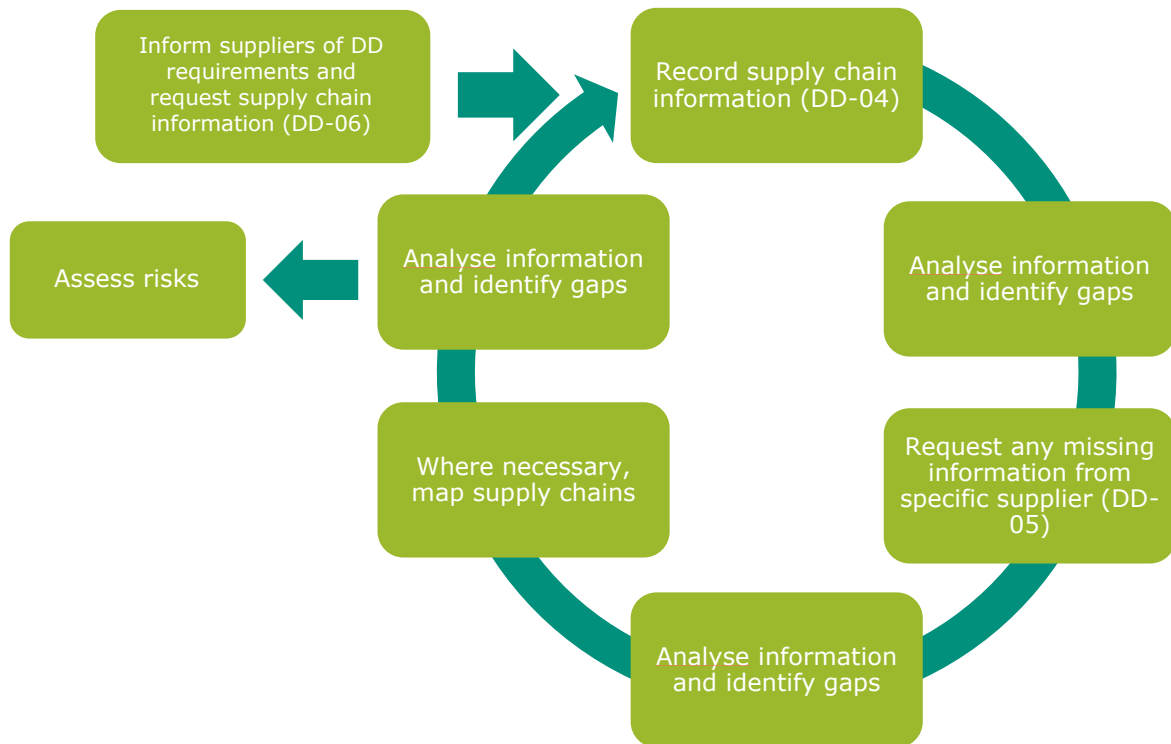 Inform suppliers of DD
requirements and
request supply chain
information (DD-06)
Record supply chain
information (DD-04)
Analyse information
and identify gaps
Request any missing
information from
specific supplier (DD-
05)
Analyse information
and identify gaps
Where necessary,
map supply chains
Analyse information
and identify gaps
Assess risks